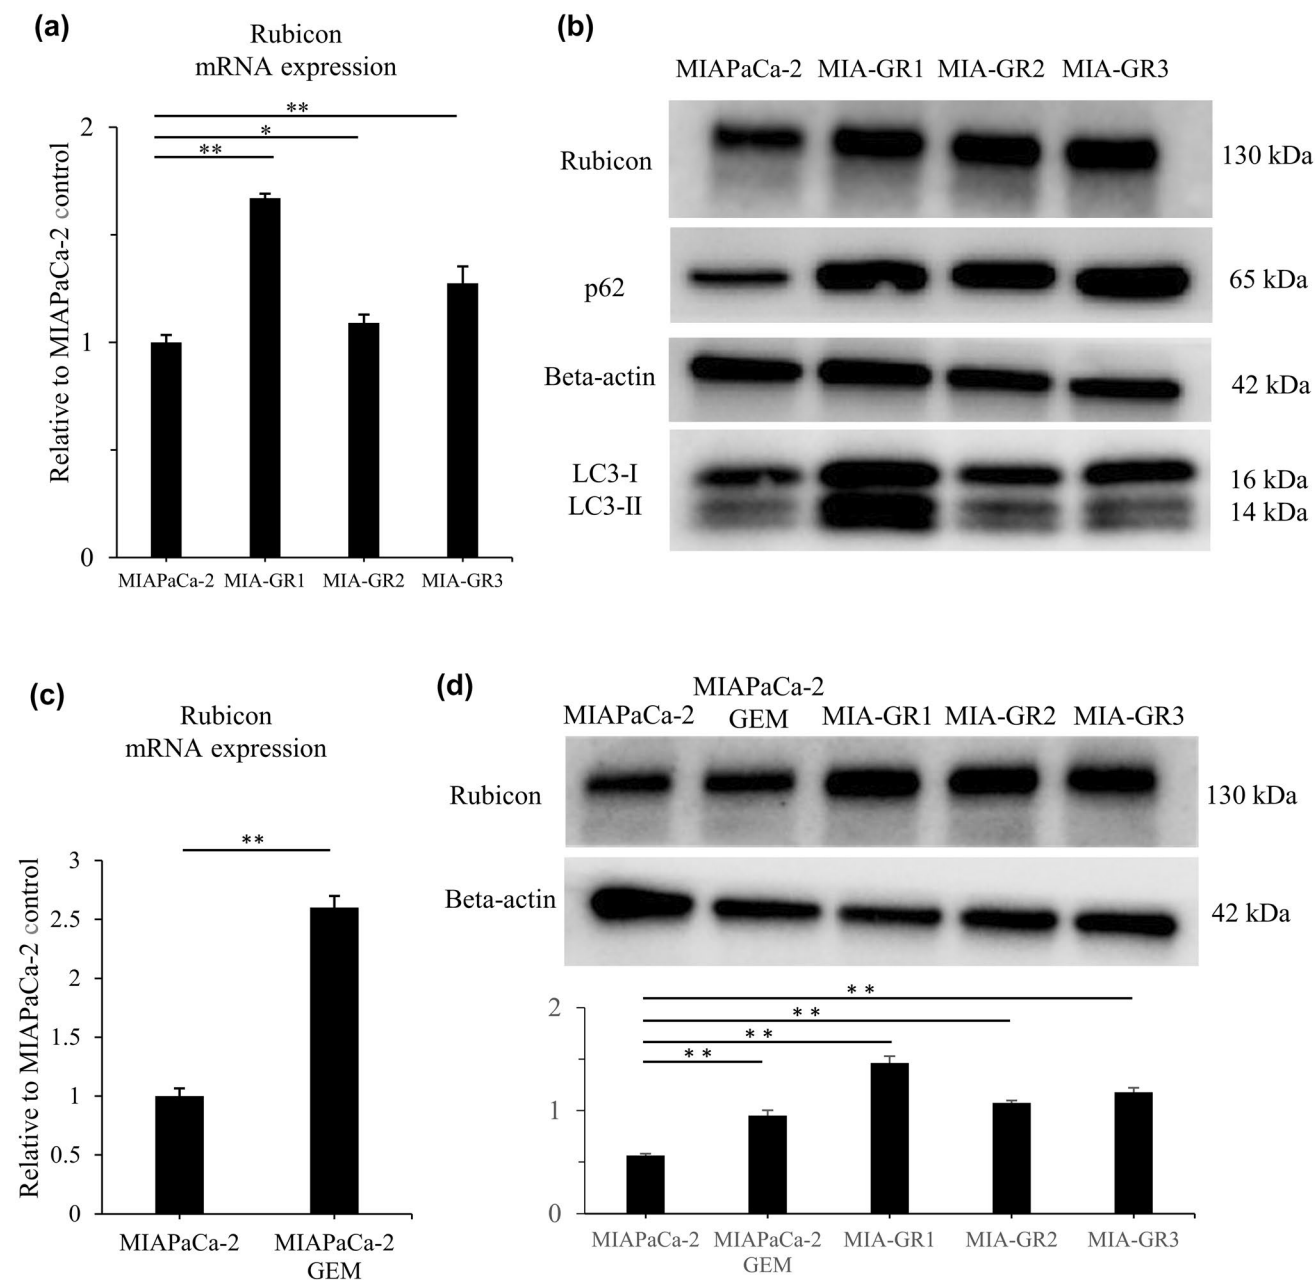 (a)
Rubicon
mRNA expression
**
*
**
Relative to MIAPaCa-2 control
2
1
0
MIAPaCa-2 MIA-GR1 MIA-GR2 MIA-GR3
(b)
MIAPaCa-2 MIA-GR1 MIA-GR2 MIA-GR3
Rubicon 130 kDa
p62 65 kDa
Beta-actin 42 kDa
LC3-I 16 kDa
LC3-II 14 kDa
(c)
Rubicon
mRNA expression
**
Relative to MIAPaCa-2 control
3
2.5
2
1.5
1
0.5
0
MIAPaCa-2 MIAPaCa-2
GEM
(d)
MIAPaCa-2 MIAPaCa-2 GEM MIA-GR1 MIA-GR2 MIA-GR3
Rubicon 130 kDa
Beta-actin 42 kDa
**
**
**
**
2
1
0
MIAPaCa-2 MIAPaCa-2 MIA-GR1 MIA-GR2 MIA-GR3
GEM